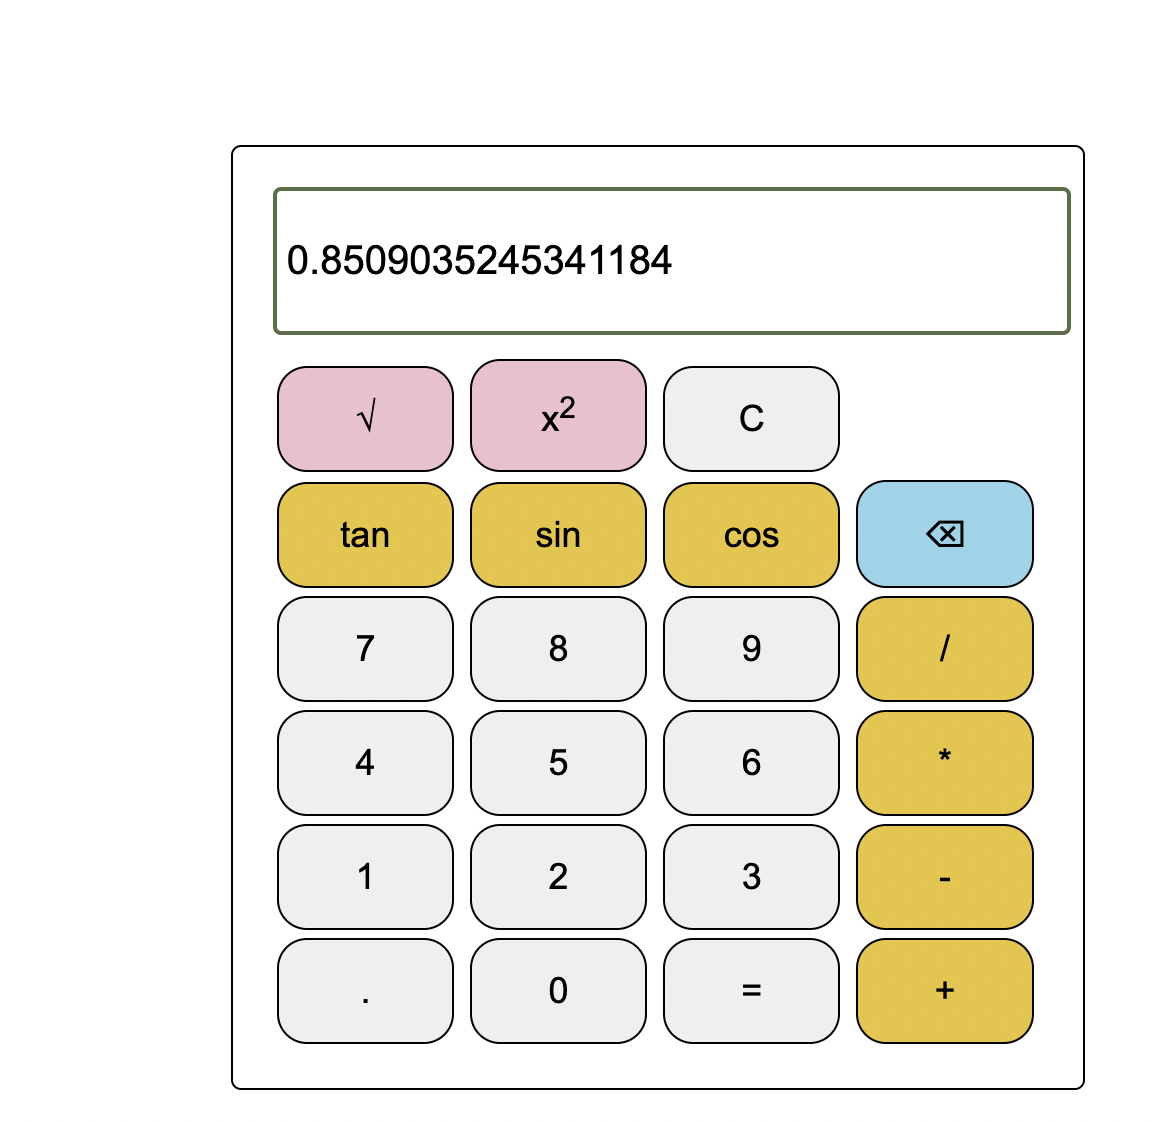 0.8509035245341184
√ x² C
tan sin cos ⌫
7 8 9 /
4 5 6 *
1 2 3 -
. 0 = +